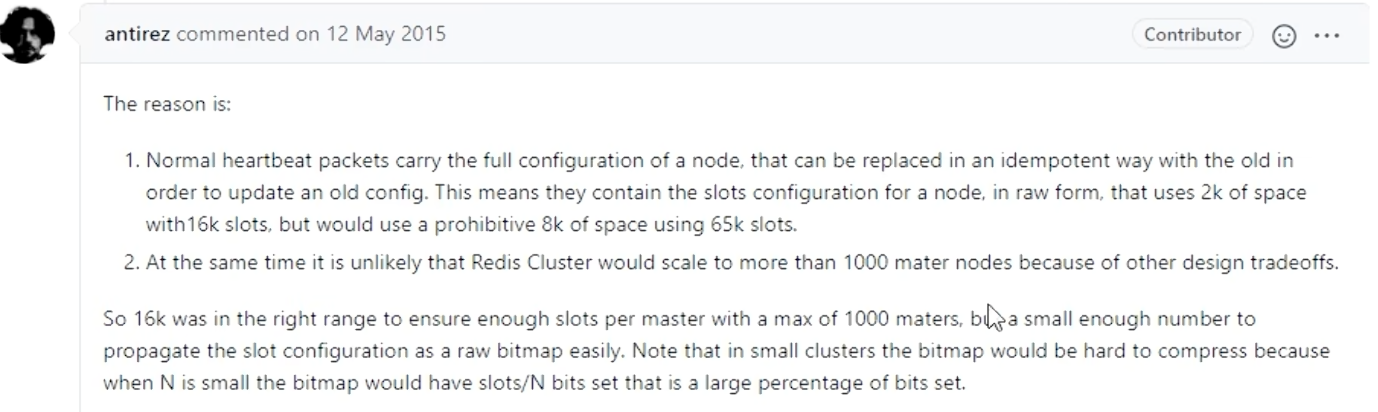 antirez commented on 12 May 2015 Contributor
The reason is:
1. Normal heartbeat packets carry the full configuration of a node, that can be replaced in an idempotent way with the old in
order to update an old config. This means they contain the slots configuration for a node, in raw form, that uses 2k of space
with16k slots, but would use a prohibitive 8k of space using 65k slots.
2. At the same time it is unlikely that Redis Cluster would scale to more than 1000 mater nodes because of other design tradeoffs.
So 16k was in the right range to ensure enough slots per master with a max of 1000 maters, but a small enough number to
propagate the slot configuration as a raw bitmap easily. Note that in small clusters the bitmap would be hard to compress because
when N is small the bitmap would have slots/N bits set that is a large percentage of bits set.